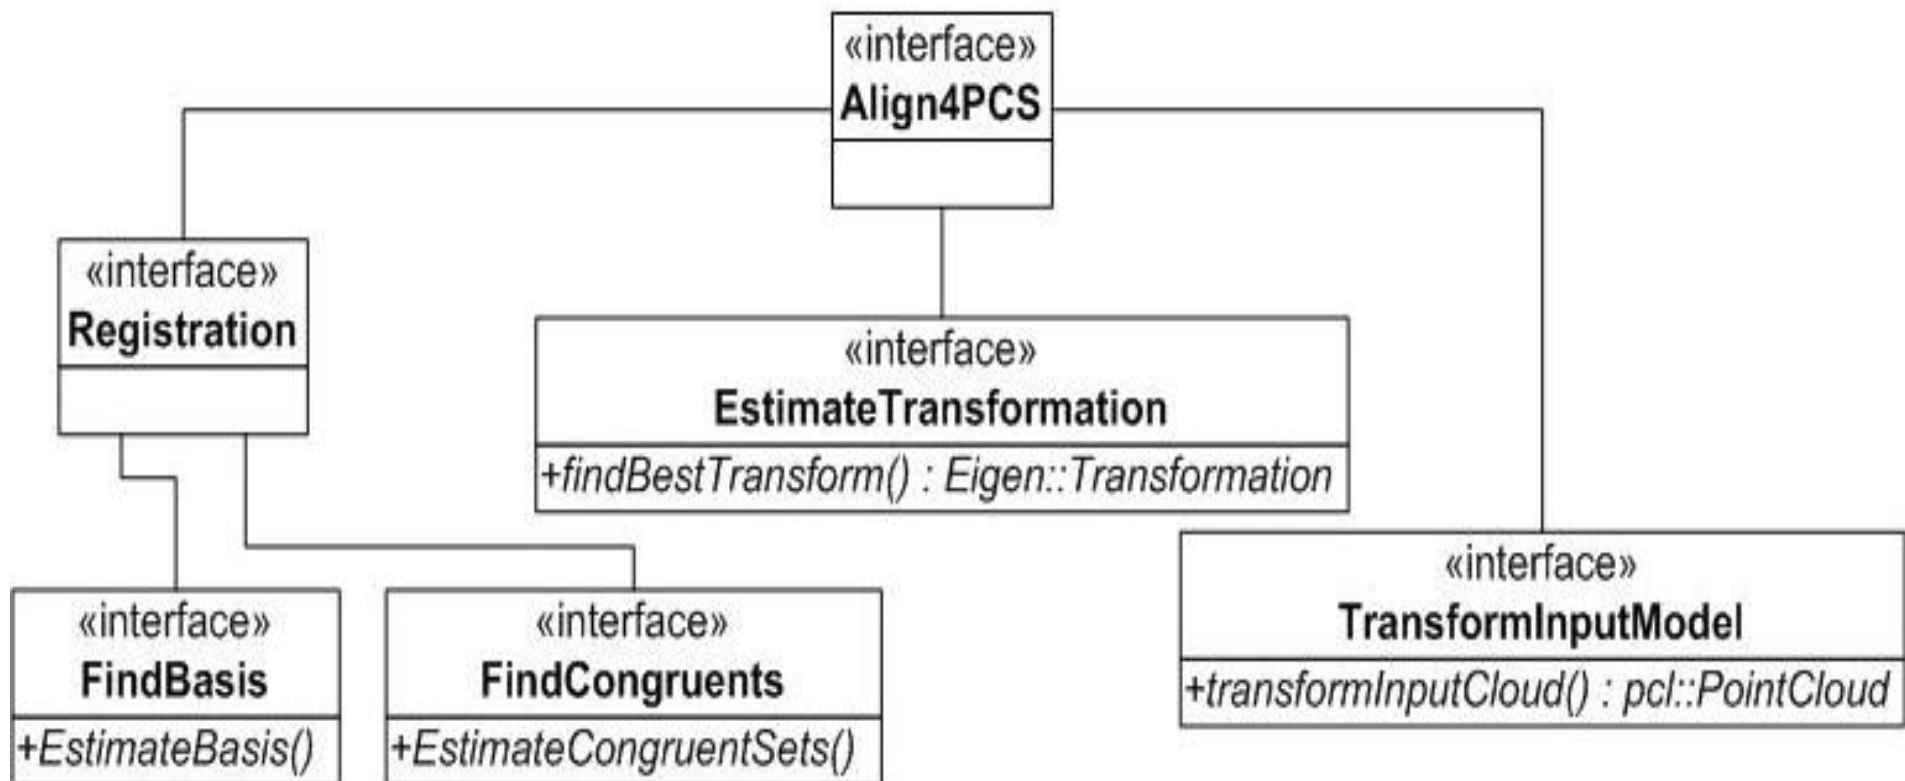 «interface»
Align4PCS
«interface»
Registration
«interface»
EstimateTransformation
+findBestTransform() : Eigen::Transformation
«interface»
TransformInputModel
+transformInputCloud() : pcl::PointCloud
«interface»
FindBasis
+EstimateBasis()
«interface»
FindCongruents
+EstimateCongruentSets()